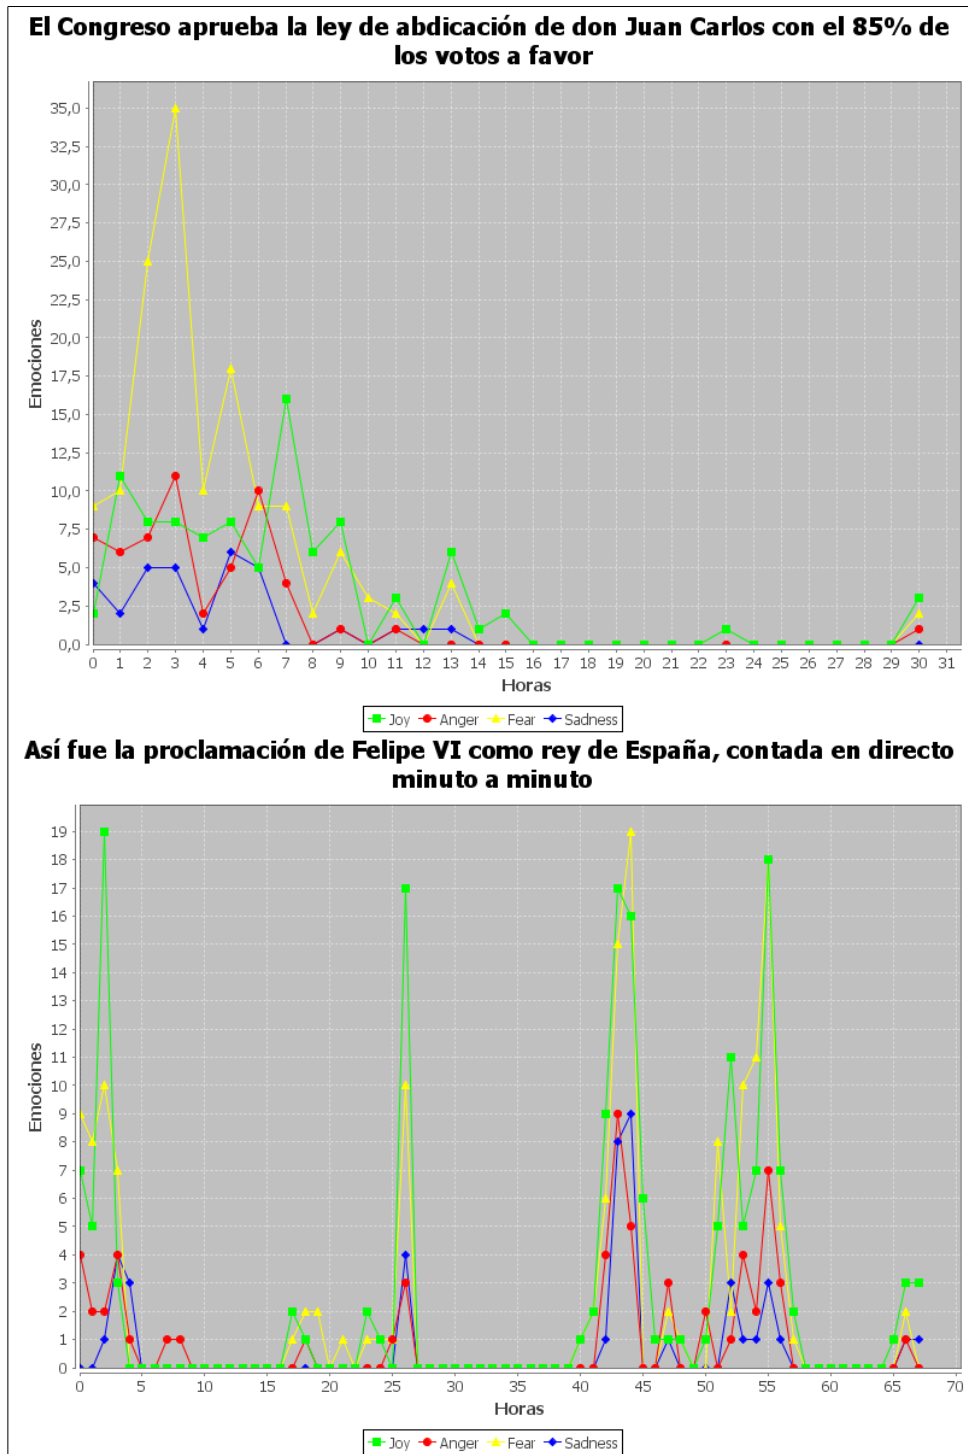 El Congreso aprueba la ley de abdicación de don Juan Carlos con el 85% de
los votos a favor
35,0
32,5
30,0
27,5
25,0
22,5
20,0
17,5
15,0
12,5
10,0
7,5
5,0
2,5
0,0
Emociones
0 1 2 3 4 5 6 7 8 9 10 11 12 13 14 15 16 17 18 19 20 21 22 23 24 25 26 27 28 29 30 31
Horas
Joy Anger Fear Sadness
Así fue la proclamación de Felipe VI como rey de España, contada en directo
minuto a minuto
19
18
17
16
15
14
13
12
11
10
9
8
7
6
5
4
3
2
1
0
Emociones
0 5 10 15 20 25 30 35 40 45 50 55 60 65 70
Horas
Joy Anger Fear Sadness